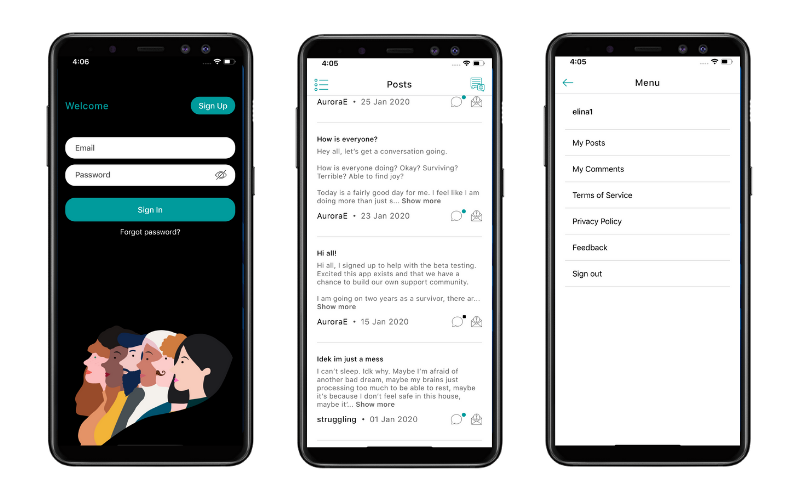 4:06
Welcome
Sign Up
Email
Password
Sign In
Forgot password?
4:05
Posts
AuroraE • 25 Jan 2020
How is everyone?
Hey all, let's get a conversation going.
How is everyone doing? Okay? Surviving?
Terrible? Able to find joy?
Today is a fairly good day for me. I feel like I am
doing more than just s... Show more
AuroraE • 23 Jan 2020
Hi all!
Hi all, I signed up to help with the beta testing.
Excited this app exists and that we have a
chance to build our own support community.
I am going on two years as a survivor, there ar...
Show more
AuroraE • 15 Jan 2020
Idek im just a mess
I can't sleep. Idk why. Maybe I'm afraid of
another bad dream, maybe my brains just
processing too much to be able to rest, maybe
it's because I don't feel safe in this house,
maybe it'... Show more
struggling • 01 Jan 2020
4:05
Menu
elina1
My Posts
My Comments
Terms of Service
Privacy Policy
Feedback
Sign out